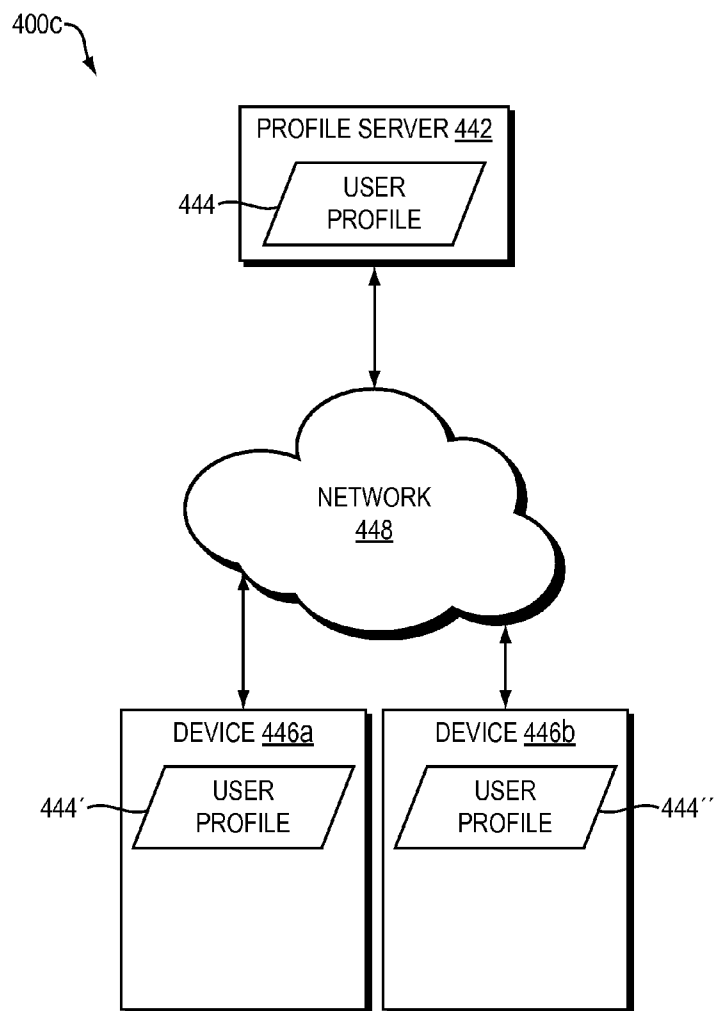 400c
PROFILE SERVER 442
444
USER
PROFILE
NETWORK
448
DEVICE 446a
444´
USER
PROFILE
DEVICE 446b
USER
PROFILE
444´´